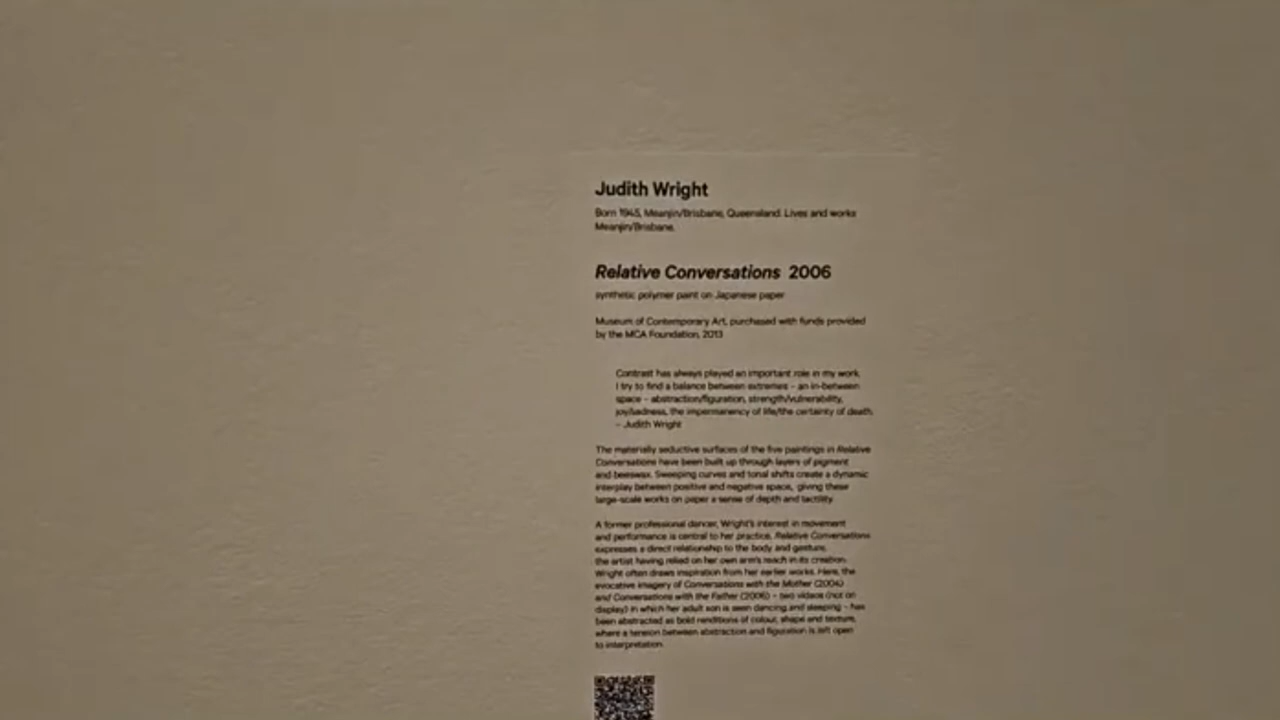 Judith Wright
Born 1945, Meanjin/Brisbane, Queensland. Lives and works
Meanjin/Brisbane.
Relative Conversations 2006
synthetic polymer paint on Japanese paper
Museum of Contemporary Art, purchased with funds provided
by the MCA Foundation, 2013
Contrast has always played an important role in my work.
I try to find a balance between extremes – an in-between
space – abstraction/figuration, strength/vulnerability,
joy/sadness, the impermanency of life/the certainty of death.
– Judith Wright
The materially seductive surfaces of the five paintings in Relative
Conversations have been built up through layers of pigment
and beeswax. Sweeping curves and tonal shifts create a dynamic
interplay between positive and negative space, giving these
large-scale works on paper a sense of depth and tactility.
A former professional dancer, Wright's interest in movement
and performance is central to her practice. Relative Conversations
expresses a direct relationship to the body and gesture,
the artist having relied on her own arm's reach in its creation.
Wright often draws inspiration from her earlier works. Here, the
evocative imagery of Conversations with the Mother (2004)
and Conversations with the Father (2006) – two videos (not on
display) in which her adult son is seen dancing and sleeping – has
been abstracted as bold renditions of colour, shape and texture,
where a tension between abstraction and figuration is left open
to interpretation.